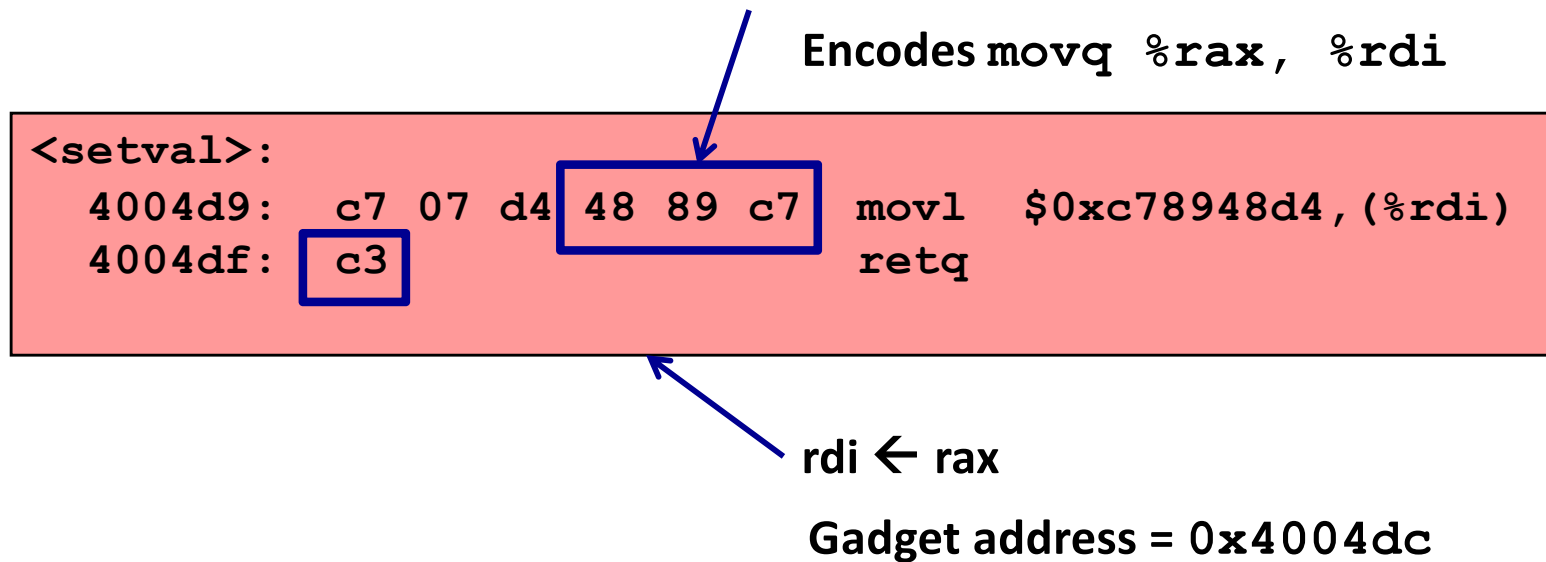 Encodes movq %rax, %rdi
<setval>:
4004d9: c7 07 d4 48 89 c7 movl $0xc78948d4,(%rdi)
4004df: c3 retq
rdi ← rax
Gadget address = 0x4004dc